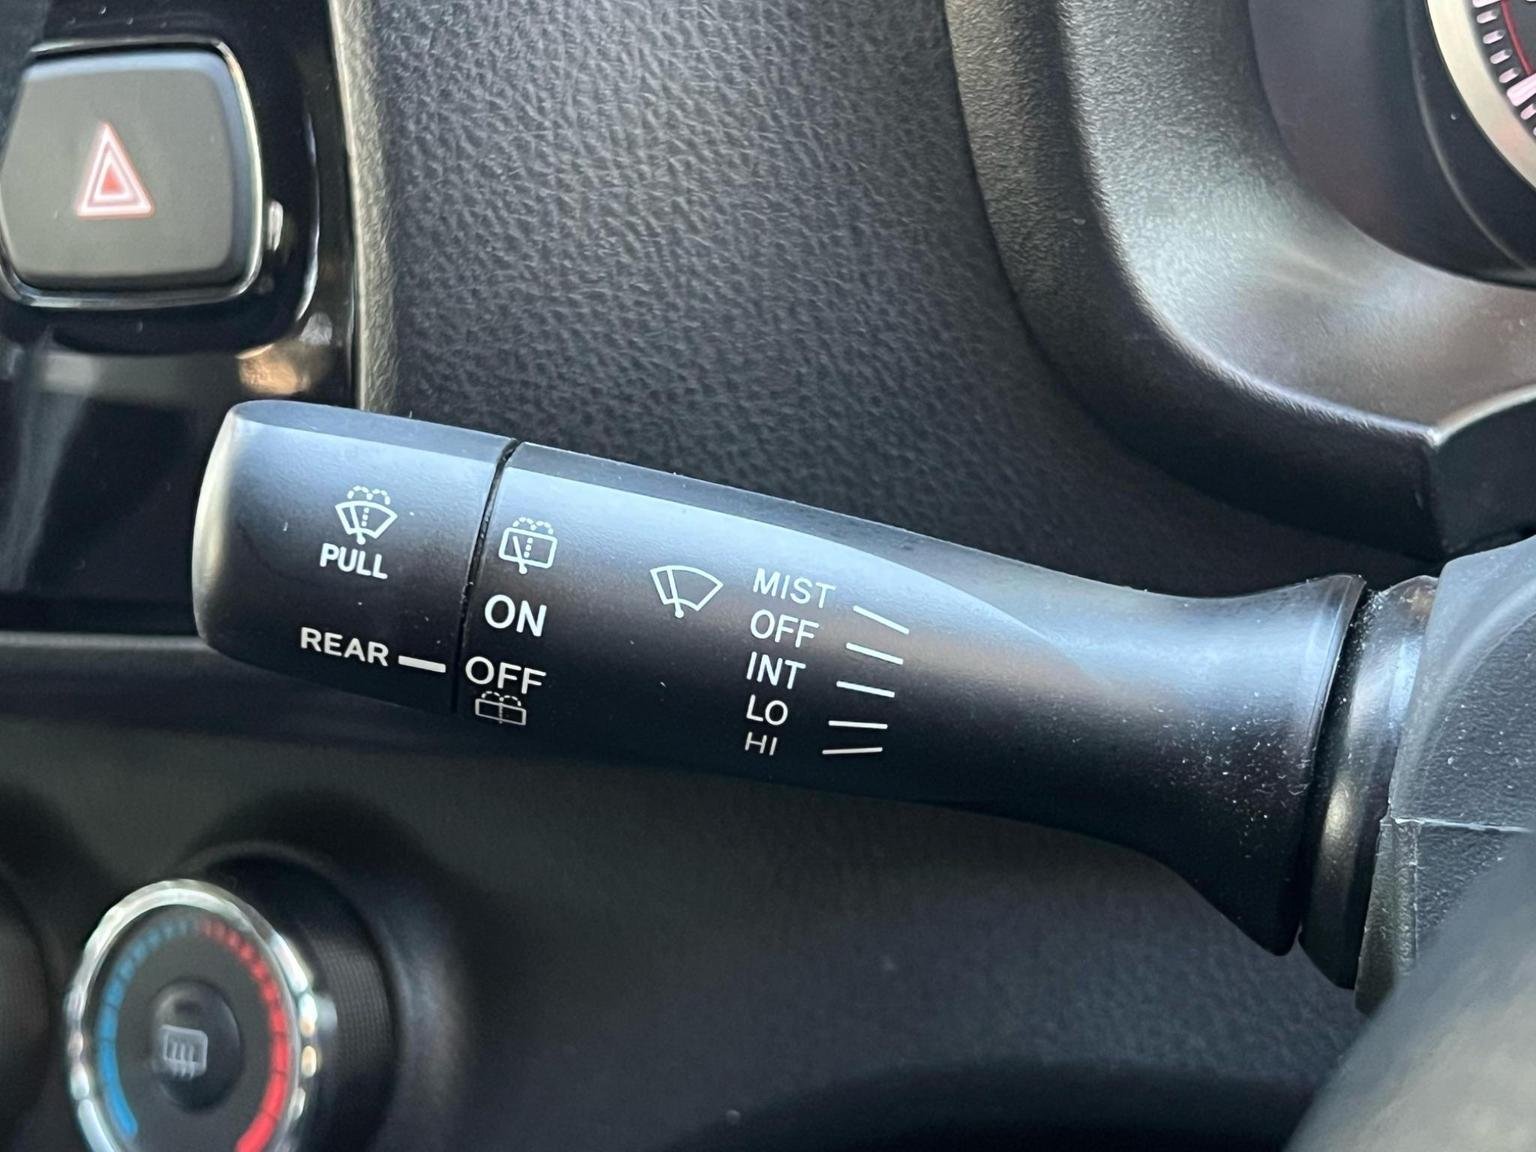 PULL
REAR
ON
OFF
MIST
OFF
INT
LO
HI